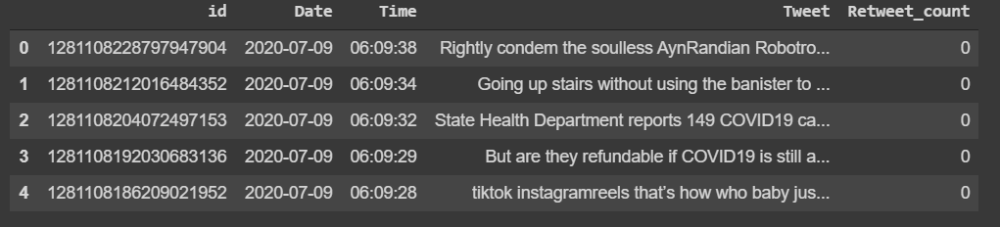 id Date Time Tweet Retweet_count
0 1281108228797947904 2020-07-09 06:09:38 Rightly condem the soulless AynRandian Robotro... 0
1 1281108212016484352 2020-07-09 06:09:34 Going up stairs without using the banister to ... 0
2 1281108204072497153 2020-07-09 06:09:32 State Health Department reports 149 COVID19 ca... 0
3 1281108192030683136 2020-07-09 06:09:29 But are they refundable if COVID19 is still a... 0
4 1281108186209021952 2020-07-09 06:09:28 tiktok instagramreels that's how who baby jus... 0